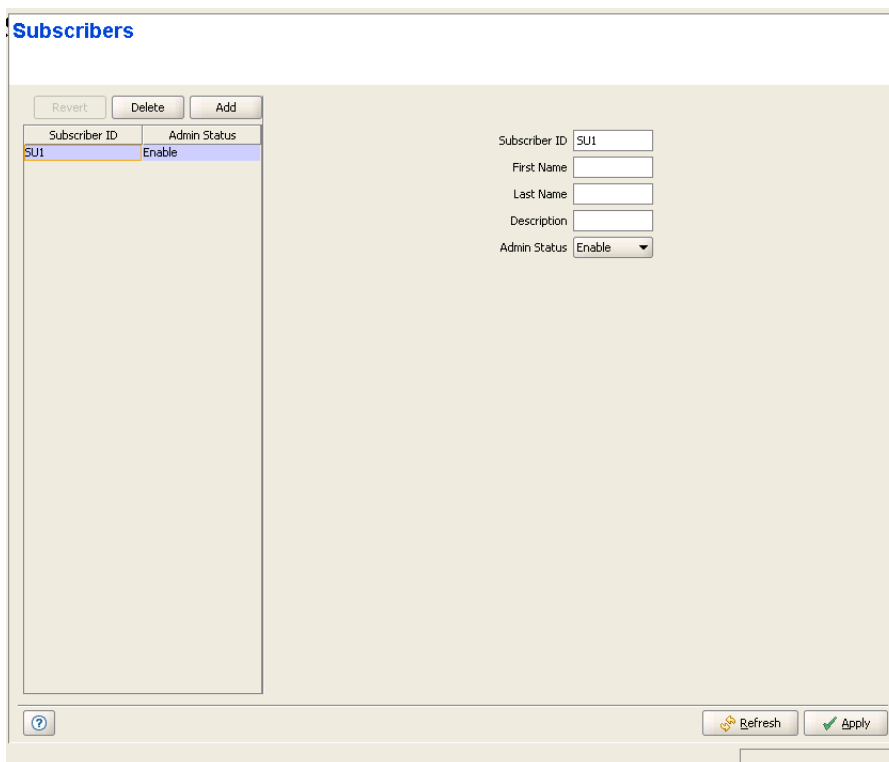 Subscribers
Revert Delete Add
Subscriber ID Admin Status
SU1 Enable
Subscriber ID SU1
First Name
Last Name
Description
Admin Status Enable
? Refresh Apply